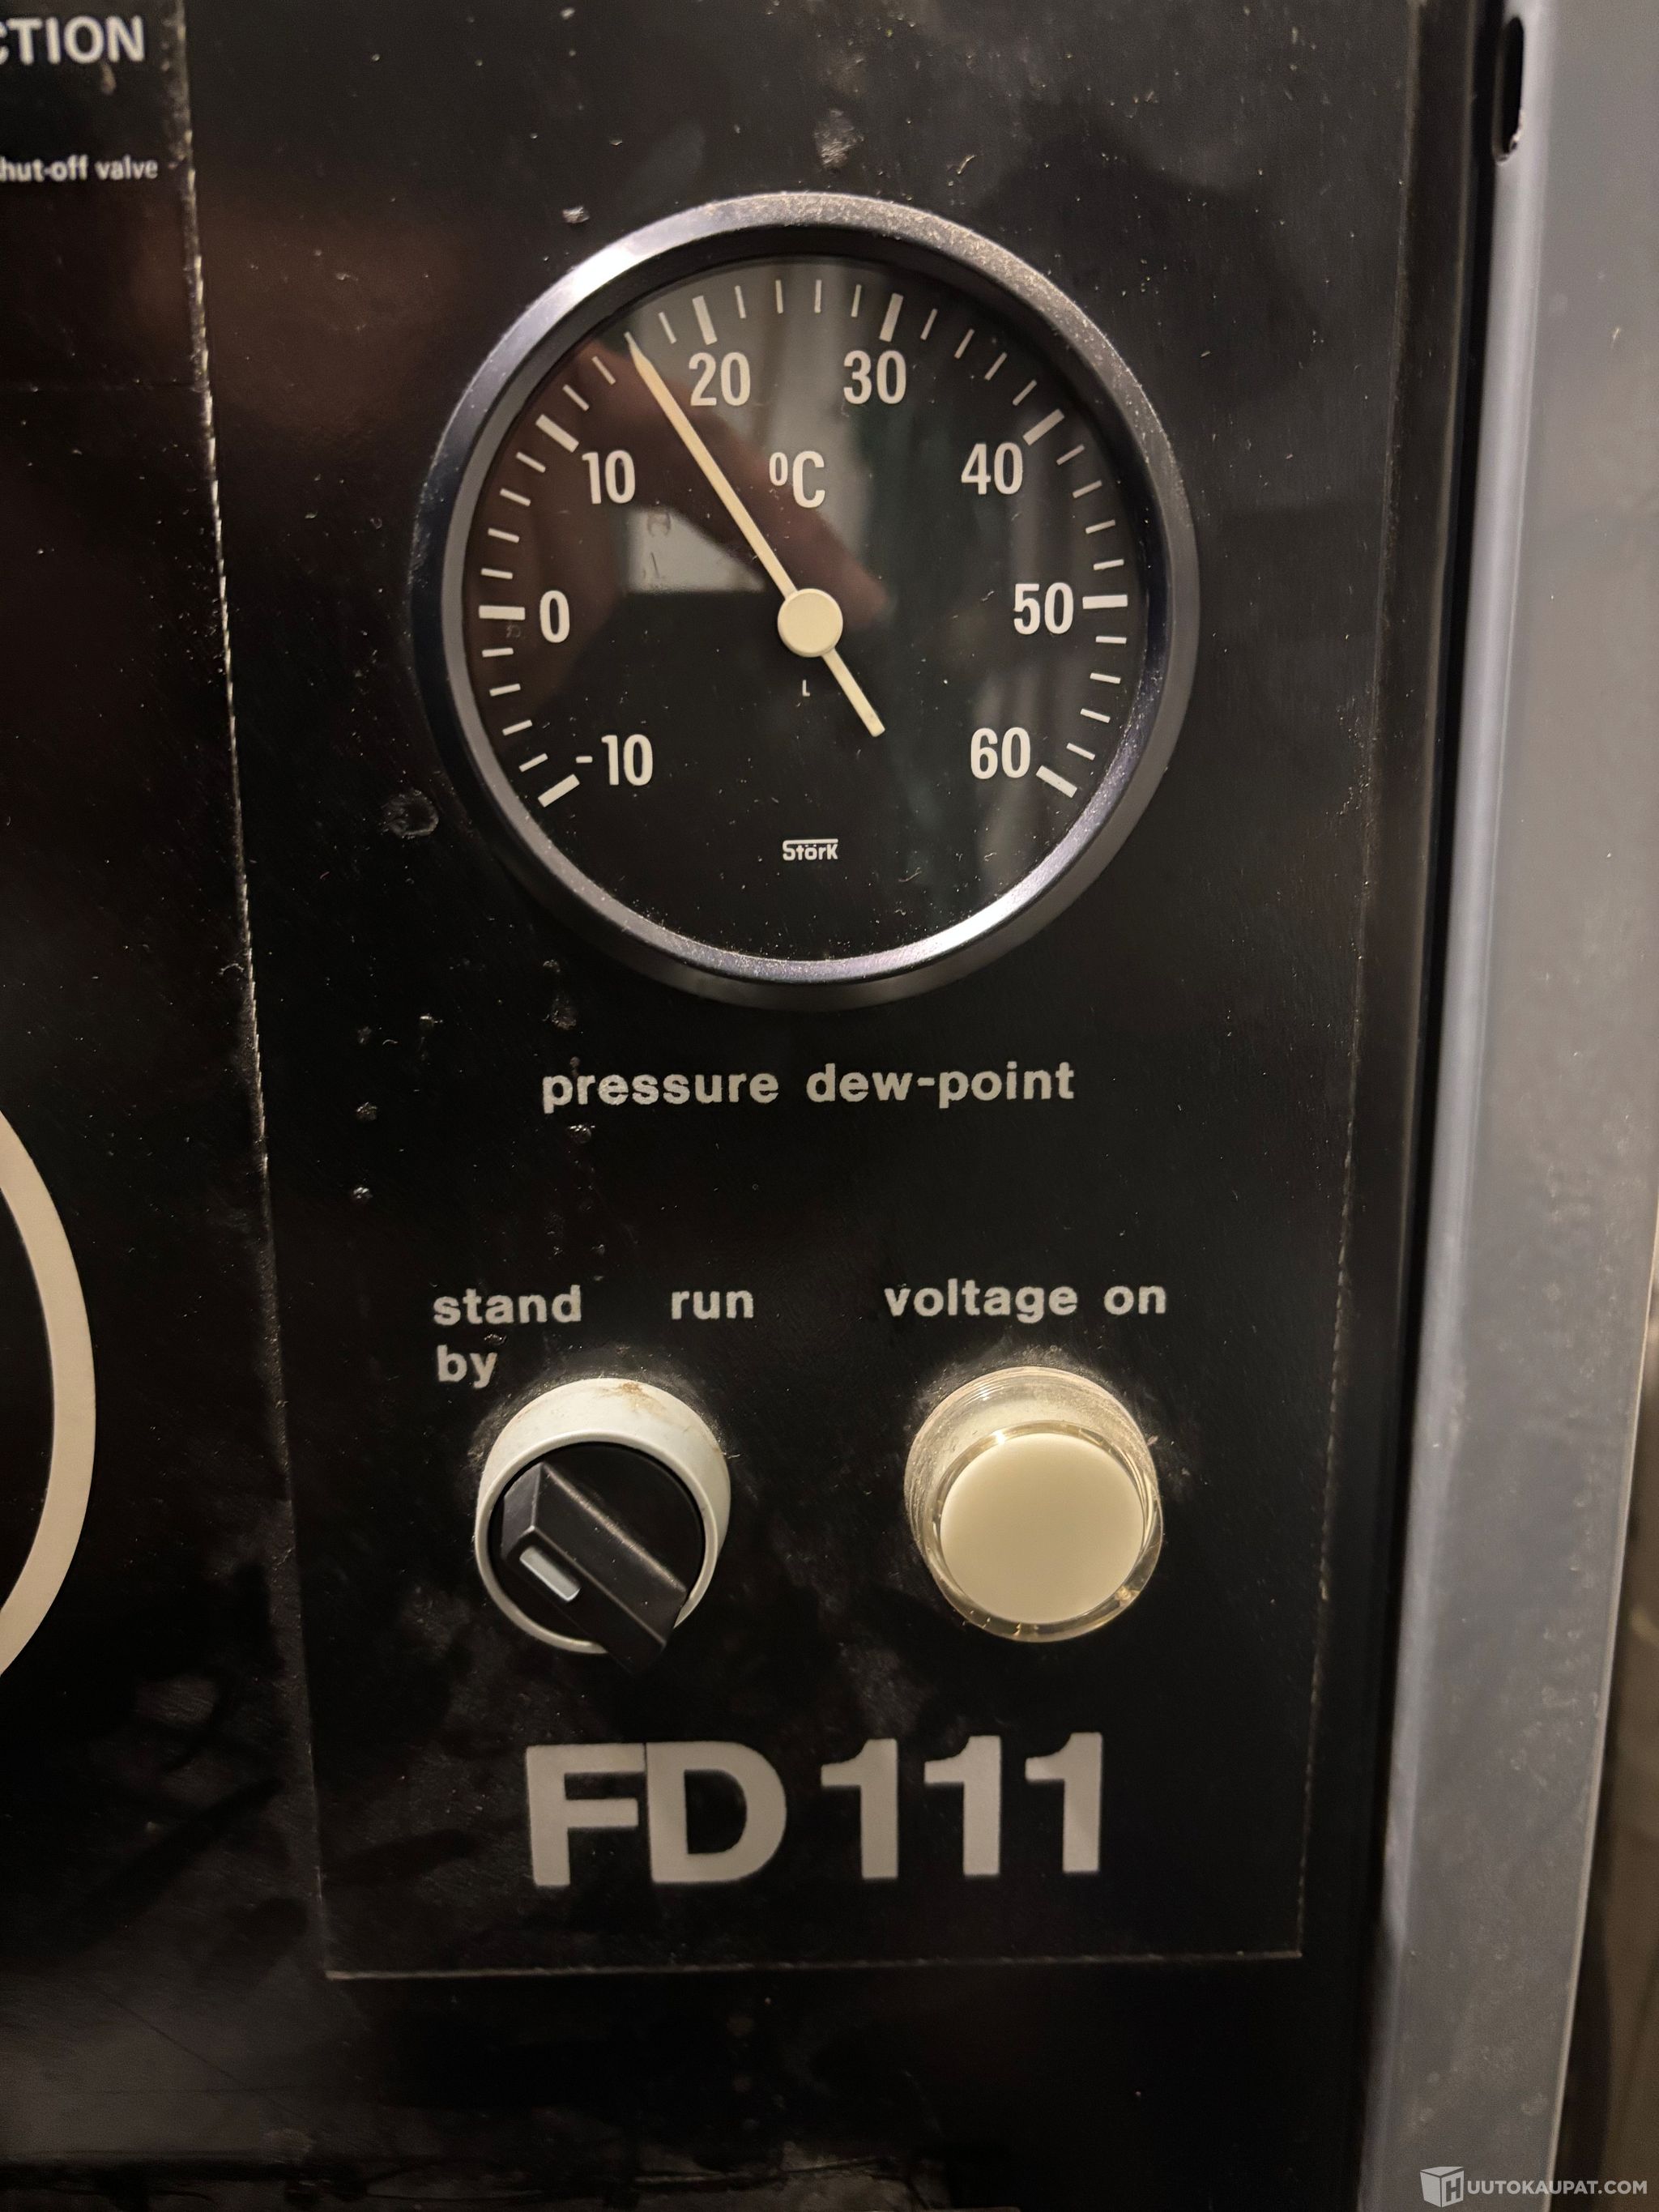 CTION
hut-off valve
20 30
10 °C 40
0 50
-10 60
L
Störk
pressure dew-point
stand run voltage on
by
FD111
HUUTOKAUPAT.COM